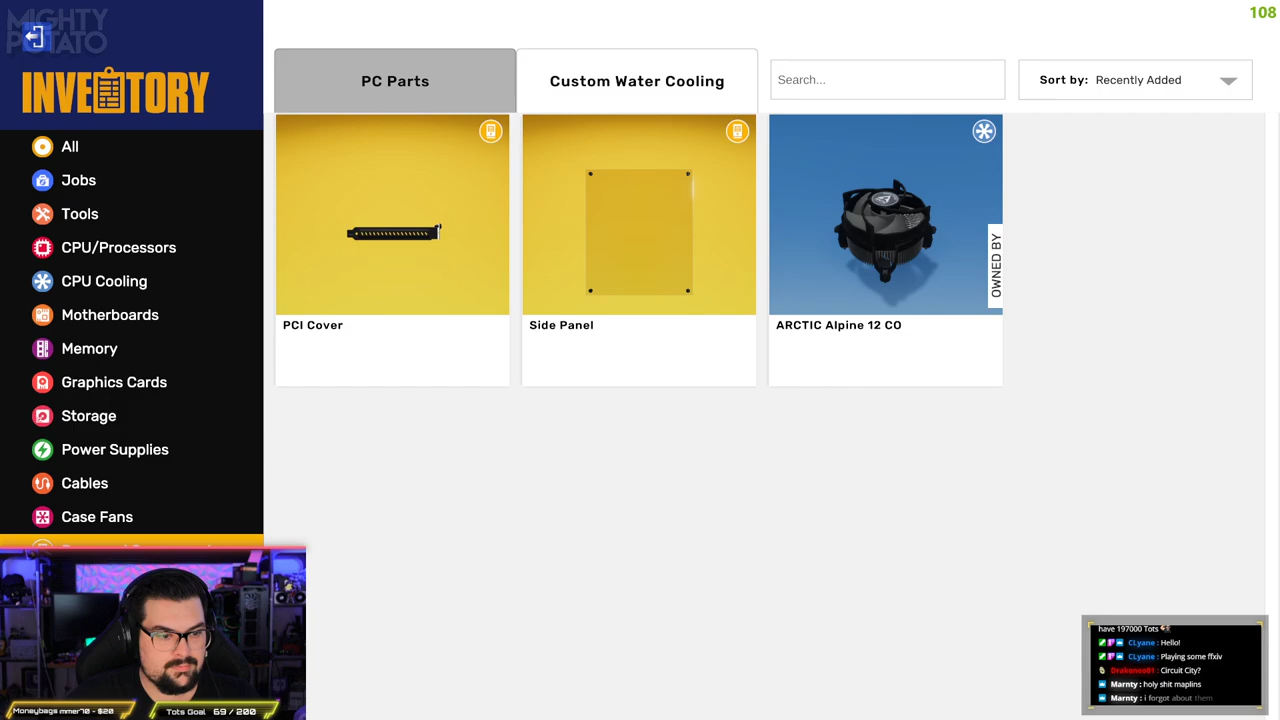 108
MIGHTY
POTATO
INVENTORY
PC Parts
Custom Water Cooling
Search...
Sort by: Recently Added
All
Jobs
Tools
CPU/Processors
CPU Cooling
Motherboards
Memory
Graphics Cards
Storage
Power Supplies
Cables
Case Fans
PCI Cover
Side Panel
OWNED BY
ARCTIC Alpine 12 CO
have 197000 Tots
CLyane : Hello!
CLyane : Playing some ffxiv
Drakeneo81 : Circuit City?
Marnty : holy shit maplins
Marnty : i forgot about them
Moneybags mmer70 - $20
Tots Goal 69 / 200